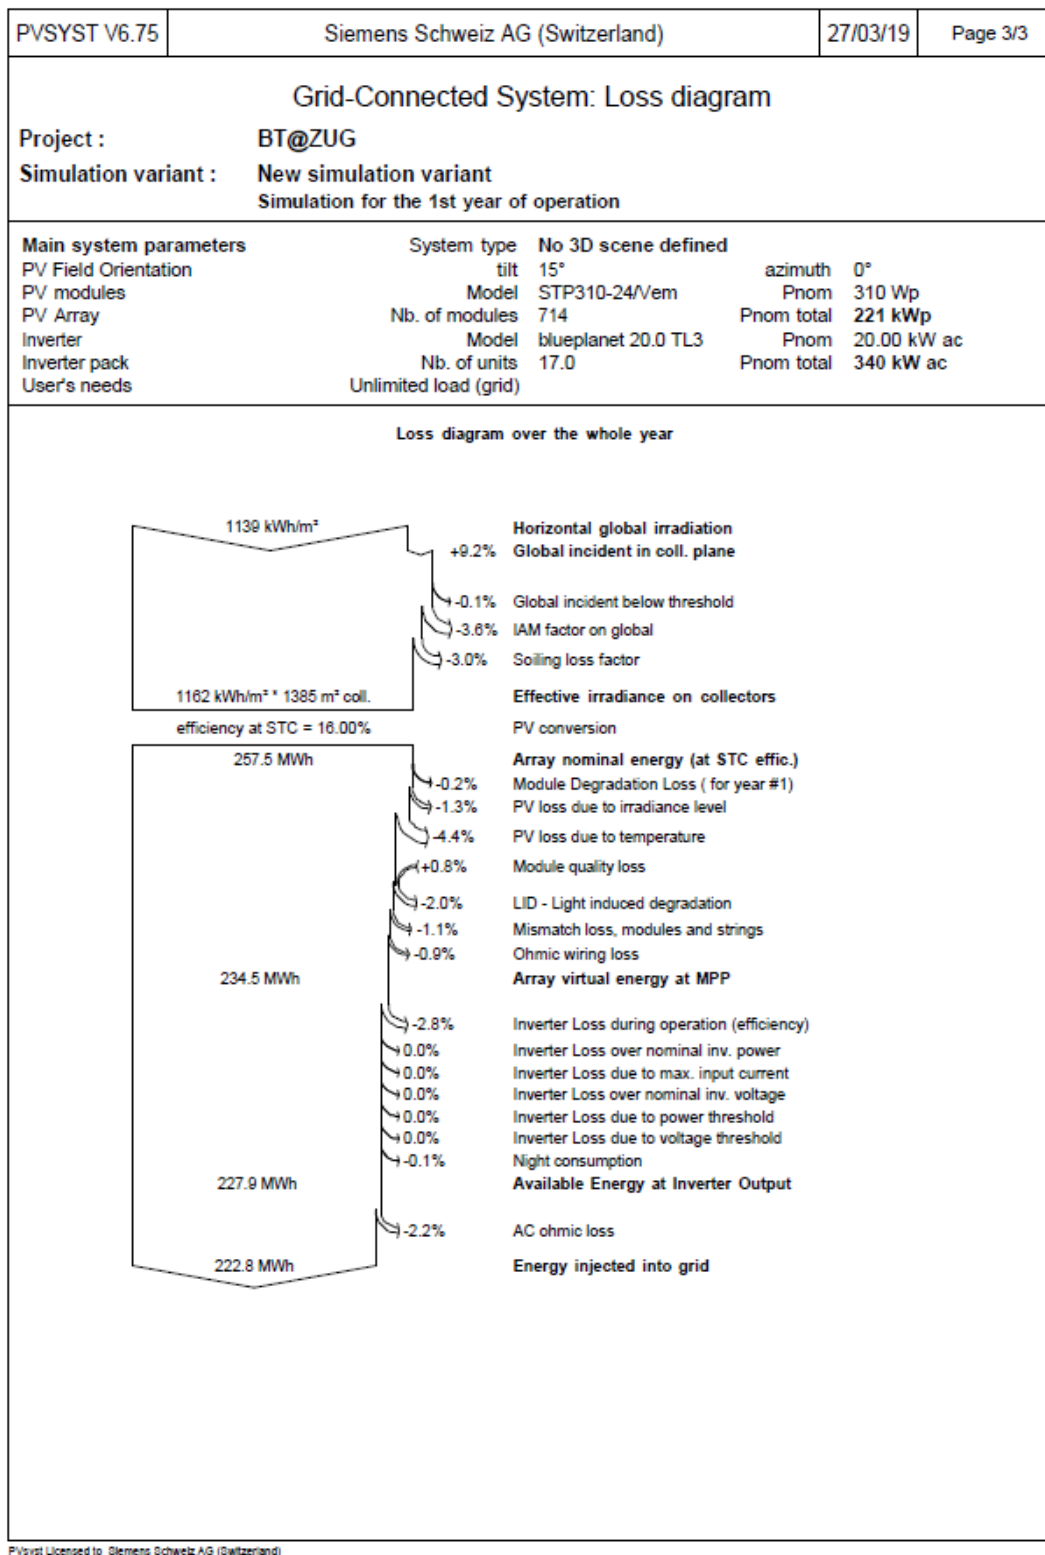 PVSYST V6.75 Siemens Schweiz AG (Switzerland) 27/03/19 Page 3/3
Grid-Connected System: Loss diagram
Project : BT@ZUG
Simulation variant : New simulation variant
Simulation for the 1st year of operation
Main system parameters System type No 3D scene defined
PV Field Orientation tilt 15° azimuth 0°
PV modules Model STP310-24/Vem Pnom 310 Wp
PV Array Nb. of modules 714 Pnom total 221 kWp
Inverter Model blueplanet 20.0 TL3 Pnom 20.00 kW ac
Inverter pack Nb. of units 17.0 Pnom total 340 kW ac
User's needs Unlimited load (grid)
Loss diagram over the whole year
1139 kWh/m² Horizontal global irradiation
+9.2% Global incident in coll. plane
-0.1% Global incident below threshold
-3.6% IAM factor on global
-3.0% Soiling loss factor
1162 kWh/m² * 1385 m² coll. Effective irradiance on collectors
efficiency at STC = 16.00% PV conversion
257.5 MWh Array nominal energy (at STC effic.)
-0.2% Module Degradation Loss ( for year #1)
-1.3% PV loss due to irradiance level
-4.4% PV loss due to temperature
+0.8% Module quality loss
-2.0% LID - Light induced degradation
-1.1% Mismatch loss, modules and strings
-0.9% Ohmic wiring loss
234.5 MWh Array virtual energy at MPP
-2.8% Inverter Loss during operation (efficiency)
0.0% Inverter Loss over nominal inv. power
0.0% Inverter Loss due to max. input current
0.0% Inverter Loss over nominal inv. voltage
0.0% Inverter Loss due to power threshold
0.0% Inverter Loss due to voltage threshold
-0.1% Night consumption
227.9 MWh Available Energy at Inverter Output
-2.2% AC ohmic loss
222.8 MWh Energy injected into grid
PVsyst Licensed to Siemens Schweiz AG (Switzerland)